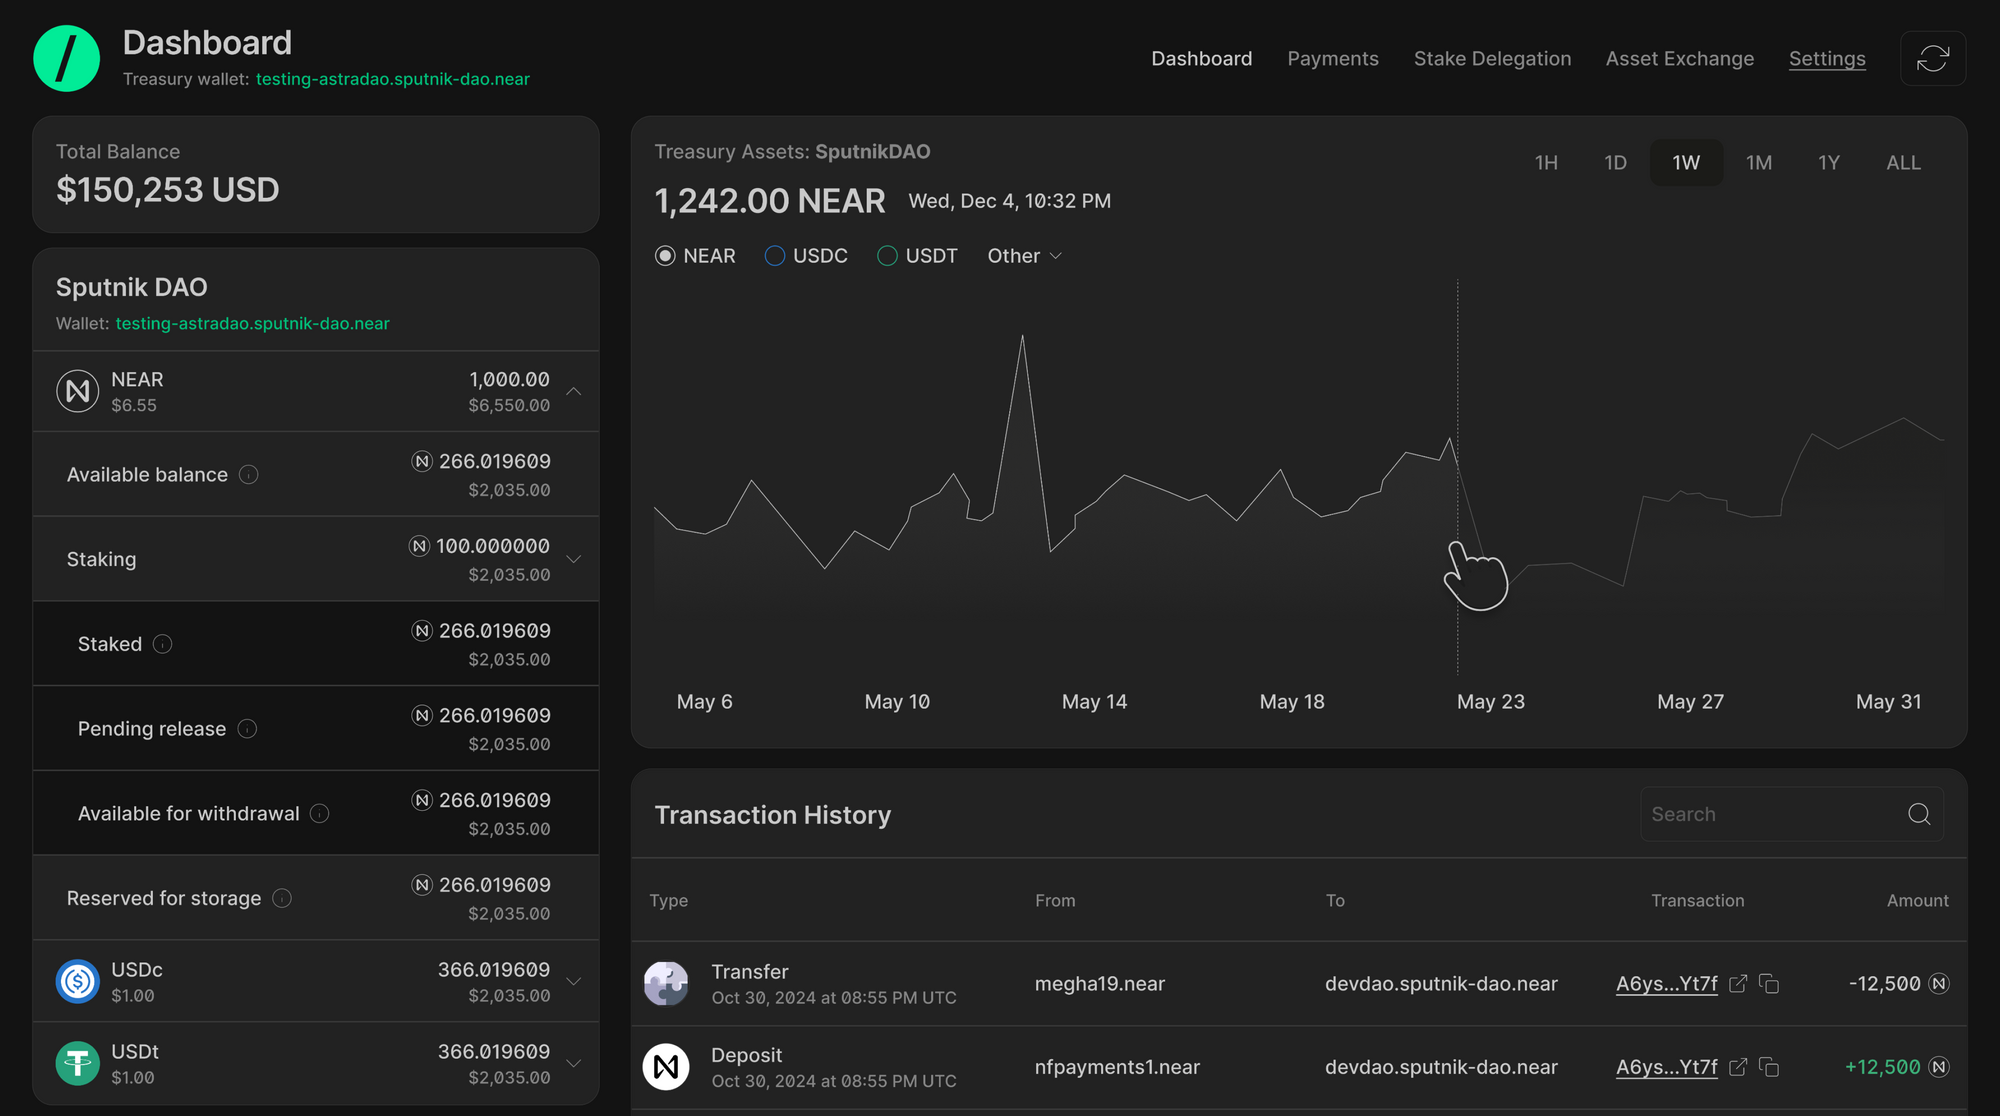 Dashboard
Treasury wallet: testing-astradao.sputnik-dao.near
Dashboard Payments Stake Delegation Asset Exchange Settings
Total Balance
$150,253 USD
Sputnik DAO
Wallet: testing-astradao.sputnik-dao.near
NEAR 1,000.00
$6.55 $6,550.00
Available balance 266.019609
$2,035.00
Staking 100.000000
$2,035.00
Staked 266.019609
$2,035.00
Pending release 266.019609
$2,035.00
Available for withdrawal 266.019609
$2,035.00
Reserved for storage 266.019609
$2,035.00
USDc 366.019609
$1.00 $2,035.00
USDt 366.019609
$1.00 $2,035.00
Treasury Assets: SputnikDAO
1H 1D 1W 1M 1Y ALL
1,242.00 NEAR Wed, Dec 4, 10:32 PM
NEAR USDC USDT Other
May 6 May 10 May 14 May 18 May 23 May 27 May 31
Transaction History
Search
Type From To Transaction Amount
Transfer megha19.near devdao.sputnik-dao.near A6ys...Yt7f -12,500
Oct 30, 2024 at 08:55 PM UTC
Deposit nfpayments1.near devdao.sputnik-dao.near A6ys...Yt7f +12,500
Oct 30, 2024 at 08:55 PM UTC